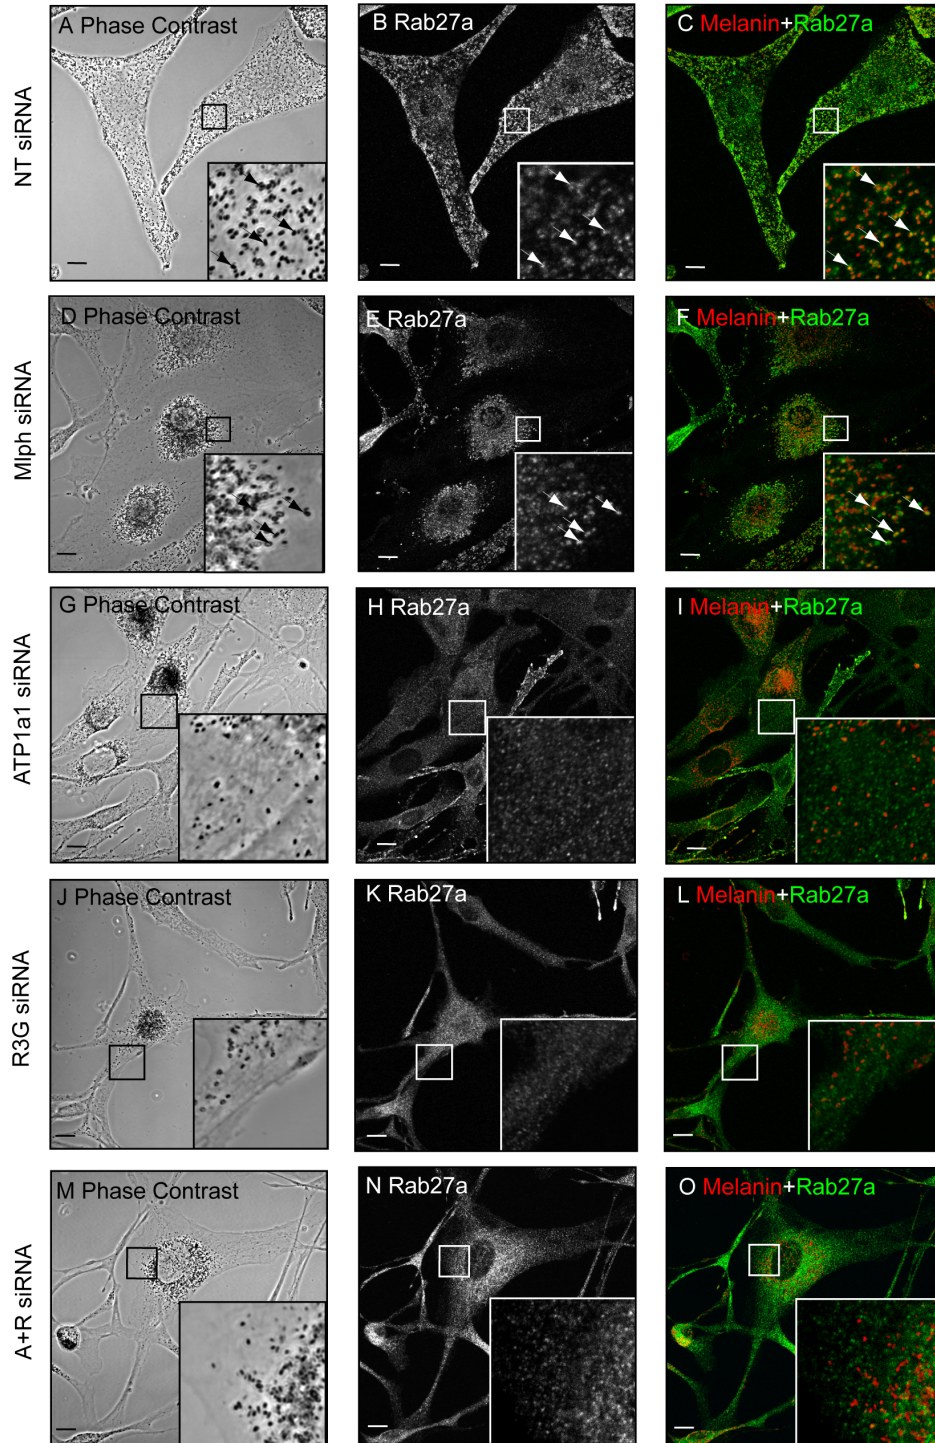 NT siRNA
A Phase Contrast
B Rab27a
C Melanin+Rab27a
Mlph siRNA
D Phase Contrast
E Rab27a
F Melanin+Rab27a
ATP1a1 siRNA
G Phase Contrast
H Rab27a
I Melanin+Rab27a
R3G siRNA
J Phase Contrast
K Rab27a
L Melanin+Rab27a
A+R siRNA
M Phase Contrast
N Rab27a
O Melanin+Rab27a